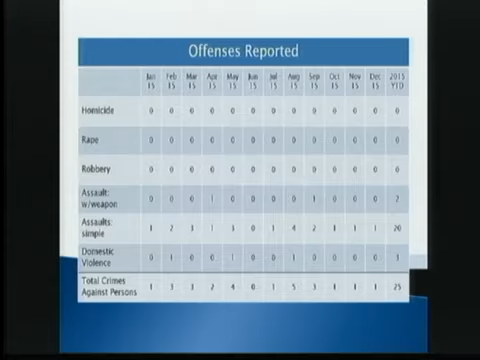 Offenses Reported
Jan Feb Mar Apr May Jun Jul Aug Sep Oct Nov Dec 2015
15 15 15 15 15 15 15 15 15 15 15 15 YTD
Homicide 0 0 0 0 0 0 0 0 0 0 0 0 0
Rape 0 0 0 0 0 0 0 0 0 0 0 0 0
Robbery 0 0 0 0 0 0 0 0 0 0 0 0 0
Assault:
w/weapon 0 0 0 1 0 0 0 0 1 0 0 0 2
Assaults:
simple 1 2 3 1 3 0 1 4 2 1 1 1 20
Domestic
Violence 0 1 0 0 1 0 0 1 0 0 0 0 3
Total Crimes
Against Persons 1 3 3 2 4 0 1 5 3 1 1 1 25